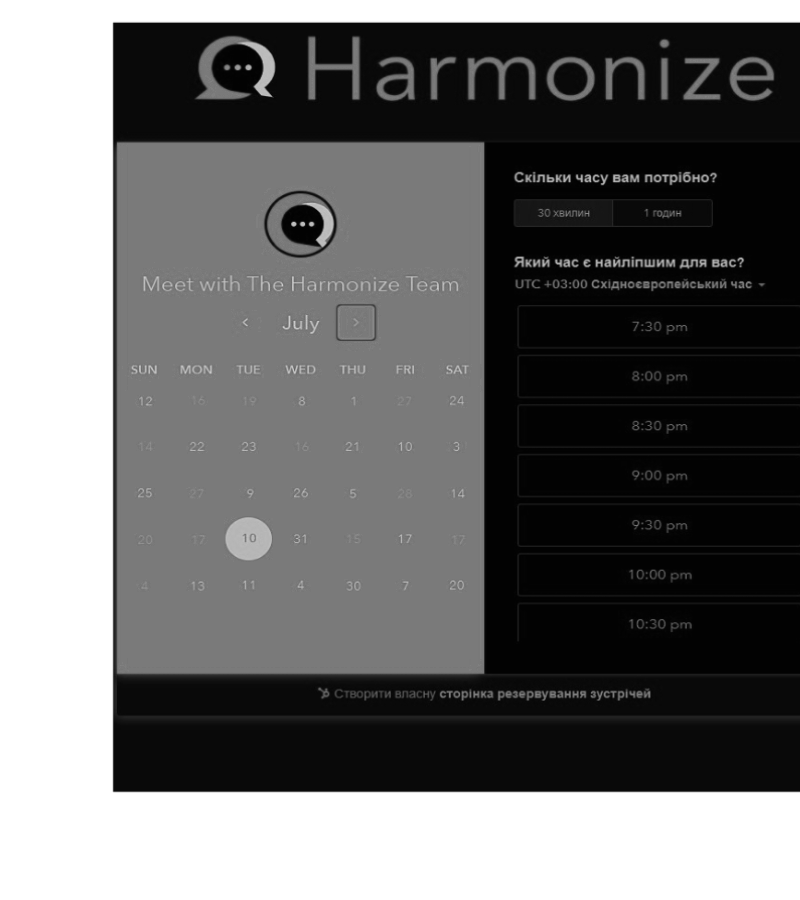 Harmonize
Meet with The Harmonize Team
< July >
SUN MON TUE WED THU FRI SAT
12 16 19 8 1 27 24
14 22 23 16 21 10 3
25 27 9 26 5 28 14
20 17 10 31 15 17 17
4 13 11 4 30 7 20
Скільки часу вам потрібно?
30 хвилин 1 годин
Який час є найліпшим для вас?
UTC +03:00 Східноєвропейський час
7:30 pm
8:00 pm
8:30 pm
9:00 pm
9:30 pm
10:00 pm
10:30 pm
Створити власну сторінка резервування зустрічей